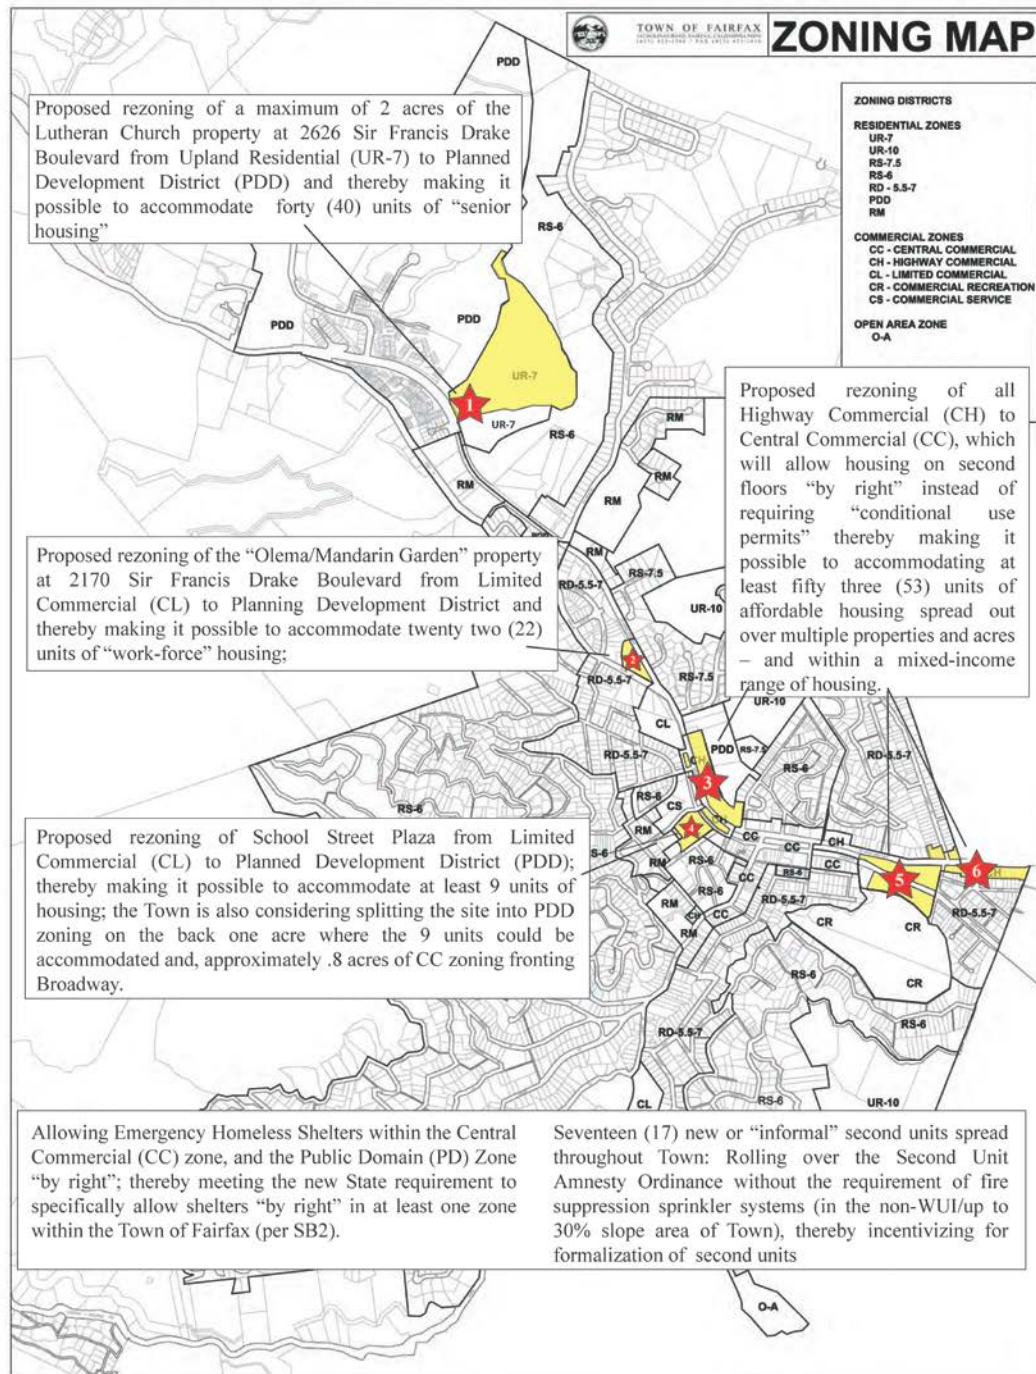 TOWN OF FAIRFAX
ZONING MAP
PDD
Proposed rezoning of a maximum of 2 acres of the
Lutheran Church property at 2626 Sir Francis Drake
Boulevard from Upland Residential (UR-7) to Planned
Development District (PDD) and thereby making it
possible to accommodate forty (40) units of “senior
housing”
ZONING DISTRICTS
RESIDENTIAL ZONES
UR-7
UR-10
RS-7.5
RS-6
RD - 5.5-7
PDD
RM
COMMERCIAL ZONES
CC - CENTRAL COMMERCIAL
CH - HIGHWAY COMMERCIAL
CL - LIMITED COMMERCIAL
CR - COMMERCIAL RECREATION
CS - COMMERCIAL SERVICE
OPEN AREA ZONE
O-A
RS-6
PDD
PDD
UR-7
1
UR-7
RS-6
RM
RM
RM
RM
Proposed rezoning of all
Highway Commercial (CH) to
Central Commercial (CC), which
will allow housing on second
floors “by right” instead of
requiring “conditional use
permits” thereby making it
possible to accommodating at
least fifty three (53) units of
affordable housing spread out
over multiple properties and acres
– and within a mixed-income
range of housing.
Proposed rezoning of the “Olema/Mandarin Garden” property
at 2170 Sir Francis Drake Boulevard from Limited
Commercial (CL) to Planning Development District and
thereby making it possible to accommodate twenty two (22)
units of “work-force” housing;
RM
RD-5.5-7
RS-7.5
UR-10
2
RD-5.5-7
RS-7.5
UR-10
CL
PDD
RS-7.5
RD-5.5-7
RD-5.5-7
RS-6
RS-6
3
RS-6
CS
4
CH
RM
CC
CC
CH
CC
RS-6
5
6
RD-5.5-7
Proposed rezoning of School Street Plaza from Limited
Commercial (CL) to Planned Development District (PDD);
thereby making it possible to accommodate at least 9 units of
housing; the Town is also considering splitting the site into PDD
zoning on the back one acre where the 9 units could be
accommodated and, approximately .8 acres of CC zoning fronting
Broadway.
RM
RS-6
CC
RS-6
RM
CC
RM
RD-5.5-7
CR
CR
CR
RS-6
RS-6
RD-5.5-7
RS-6
UR-10
CL
Allowing Emergency Homeless Shelters within the Central
Commercial (CC) zone, and the Public Domain (PD) Zone
“by right”; thereby meeting the new State requirement to
specifically allow shelters “by right” in at least one zone
within the Town of Fairfax (per SB2).
Seventeen (17) new or “informal” second units spread
throughout Town: Rolling over the Second Unit
Amnesty Ordinance without the requirement of fire
suppression sprinkler systems (in the non-WUI/up to
30% slope area of Town), thereby incentivizing for
formalization of second units
O-A